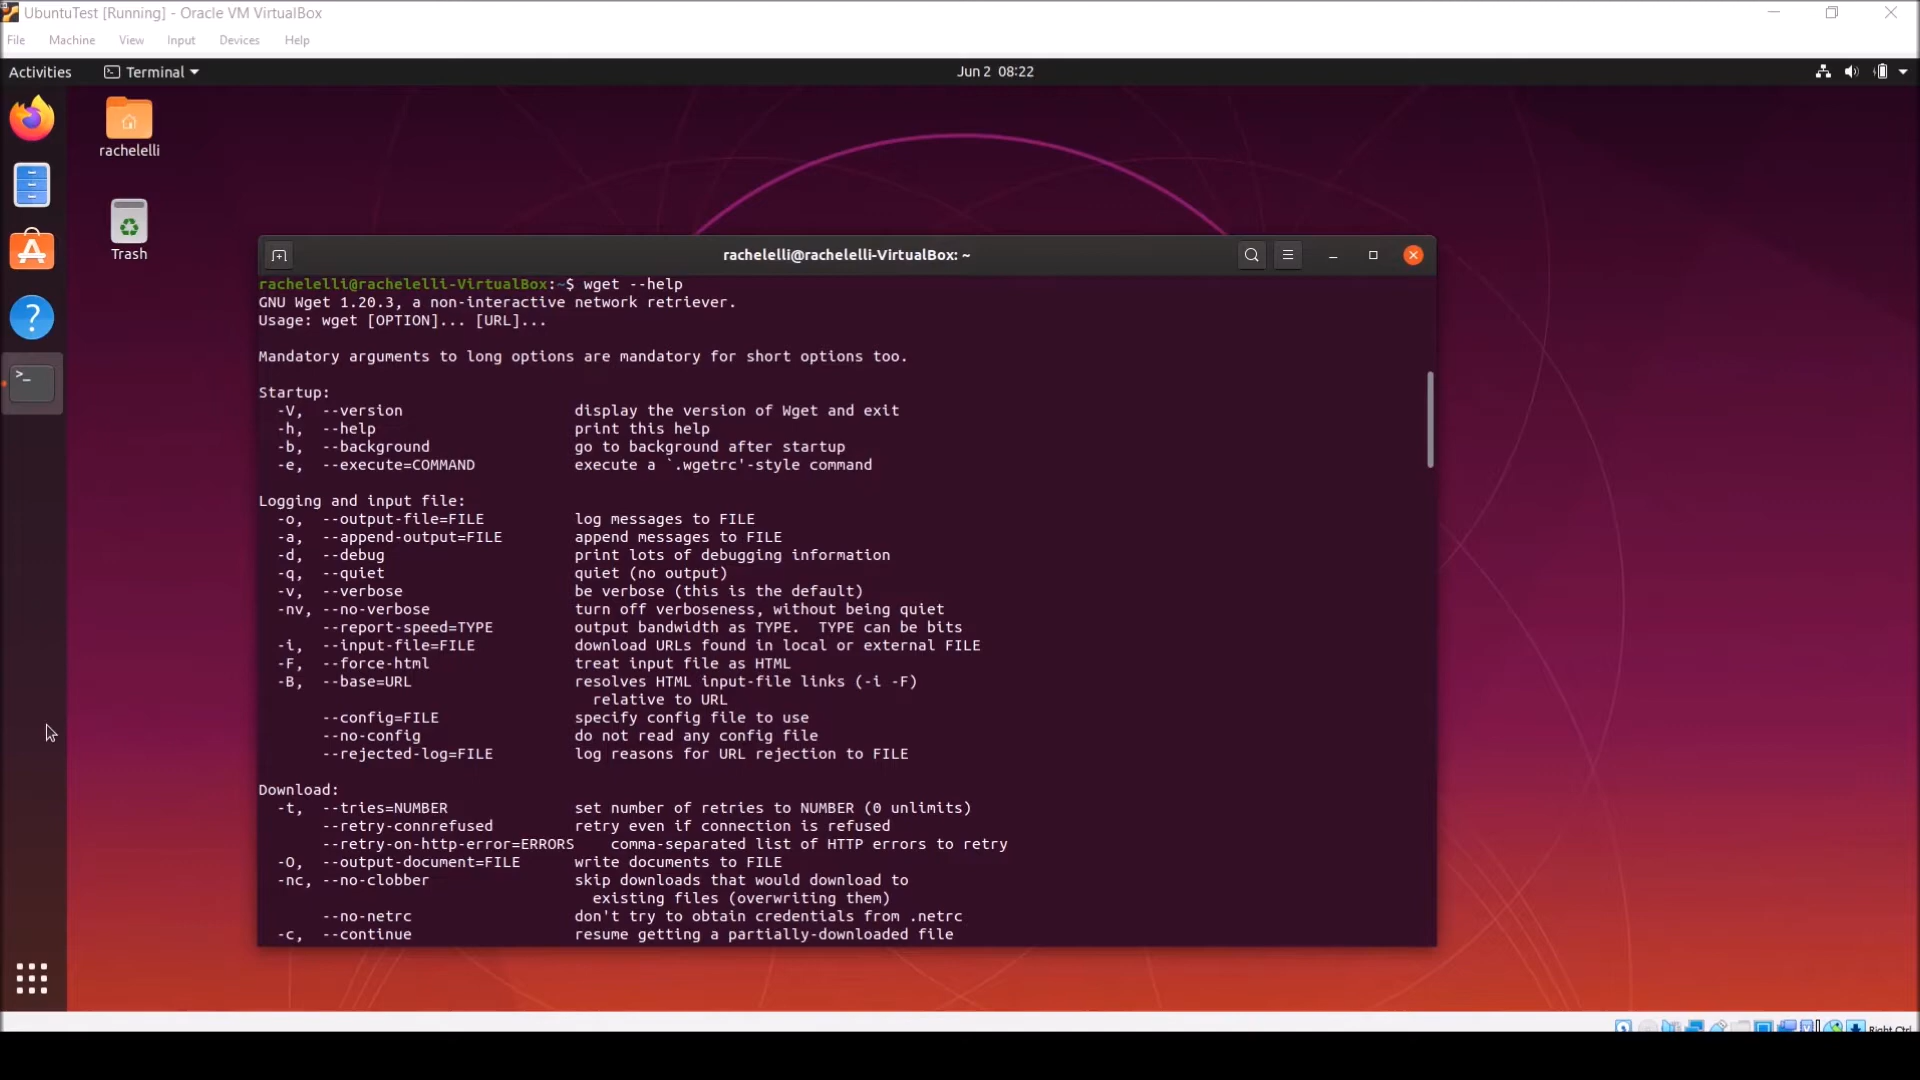 UbuntuTest [Running] - Oracle VM VirtualBox
File Machine View Input Devices Help
Activities Terminal Jun 2 08:22
rachelelli
Trash
rachelelli@rachelelli-VirtualBox: ~
rachelelli@rachelelli-VirtualBox:~$ wget --help
GNU Wget 1.20.3, a non-interactive network retriever.
Usage: wget [OPTION]... [URL]...
Mandatory arguments to long options are mandatory for short options too.
Startup:
-V, --version display the version of Wget and exit
-h, --help print this help
-b, --background go to background after startup
-e, --execute=COMMAND execute a `.wgetrc'-style command
Logging and input file:
-o, --output-file=FILE log messages to FILE
-a, --append-output=FILE append messages to FILE
-d, --debug print lots of debugging information
-q, --quiet quiet (no output)
-v, --verbose be verbose (this is the default)
-nv, --no-verbose turn off verboseness, without being quiet
--report-speed=TYPE output bandwidth as TYPE. TYPE can be bits
-i, --input-file=FILE download URLs found in local or external FILE
-F, --force-html treat input file as HTML
-B, --base=URL resolves HTML input-file links (-i -F)
relative to URL
--config=FILE specify config file to use
--no-config do not read any config file
--rejected-log=FILE log reasons for URL rejection to FILE
Download:
-t, --tries=NUMBER set number of retries to NUMBER (0 unlimits)
--retry-connrefused retry even if connection is refused
--retry-on-http-error=ERRORS comma-separated list of HTTP errors to retry
-O, --output-document=FILE write documents to FILE
-nc, --no-clobber skip downloads that would download to
existing files (overwriting them)
--no-netrc don't try to obtain credentials from .netrc
-c, --continue resume getting a partially-downloaded file
Right Ctrl